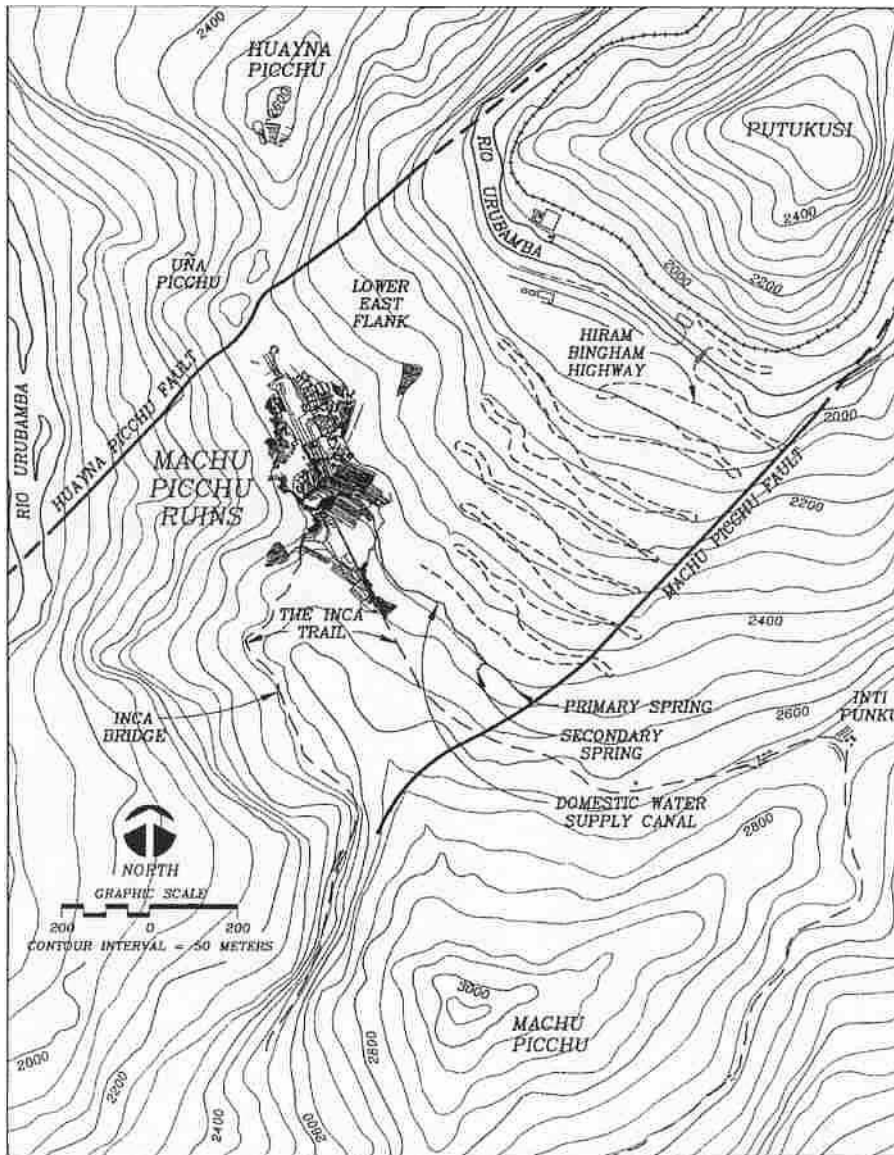 2400
HUAYNA
PICCHU
2600
PUTUKUSI
RIO URUBAMBA
2400
UÑA
PICCHU
2000
2200
LOWER
EAST
FLANK
HIRAM
BINGHAM
HIGHWAY
RIO URUBAMBA
HUAYNA PICCHU FAULT
2000
MACHU
PICCHU
RUINS
2200
MACHU PICCHU FAULT
THE INCA
TRAIL
2400
INCA
BRIDGE
PRIMARY SPRING
2600
INTI
PUNKU
SECONDARY
SPRING
DOMESTIC WATER
SUPPLY CANAL
2800
NORTH
GRAPHIC SCALE
200 0 200
CONTOUR INTERVAL = 50 METERS
3000
MACHU
PICCHU
2000
2200
2400
2600
2800